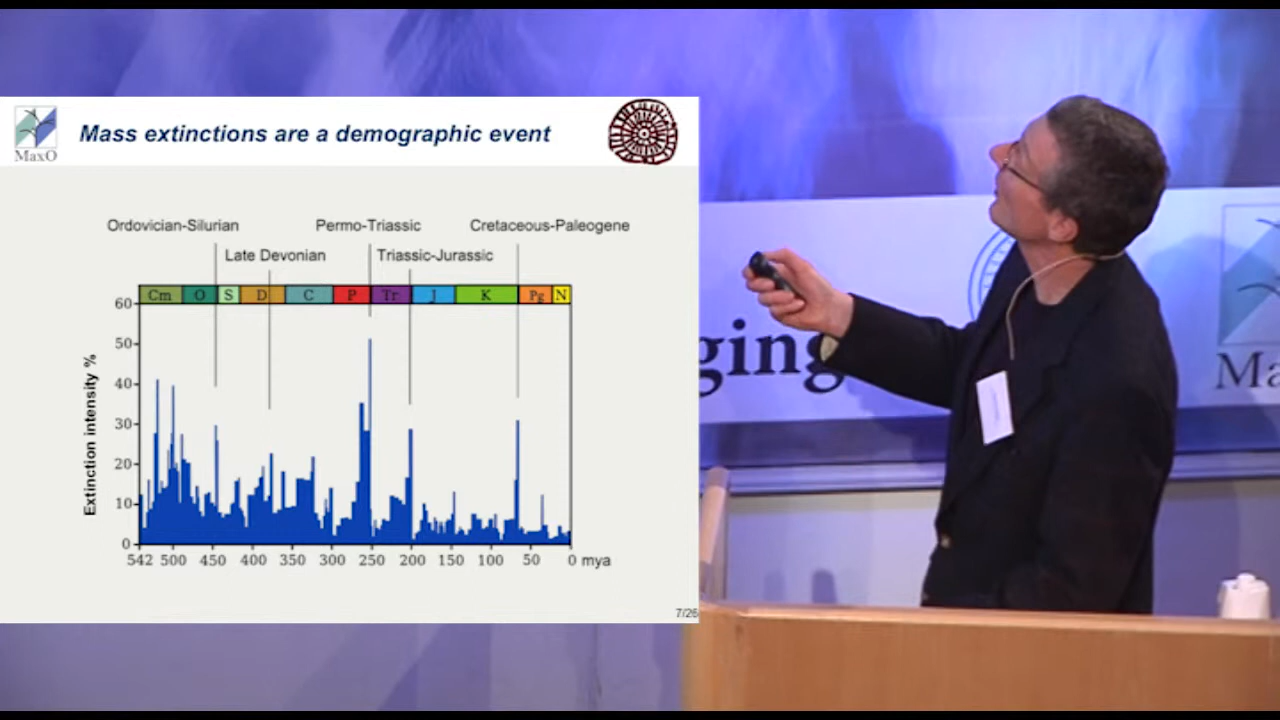 MaxO
Mass extinctions are a demographic event
Ordovician-Silurian
Permo-Triassic
Cretaceous-Paleogene
Late Devonian
Triassic-Jurassic
Cm O S D C P Tr J K Pg N
Extinction intensity %
60
50
40
30
20
10
0
542 500 450 400 350 300 250 200 150 100 50 0 mya
7/26
ging
Ma